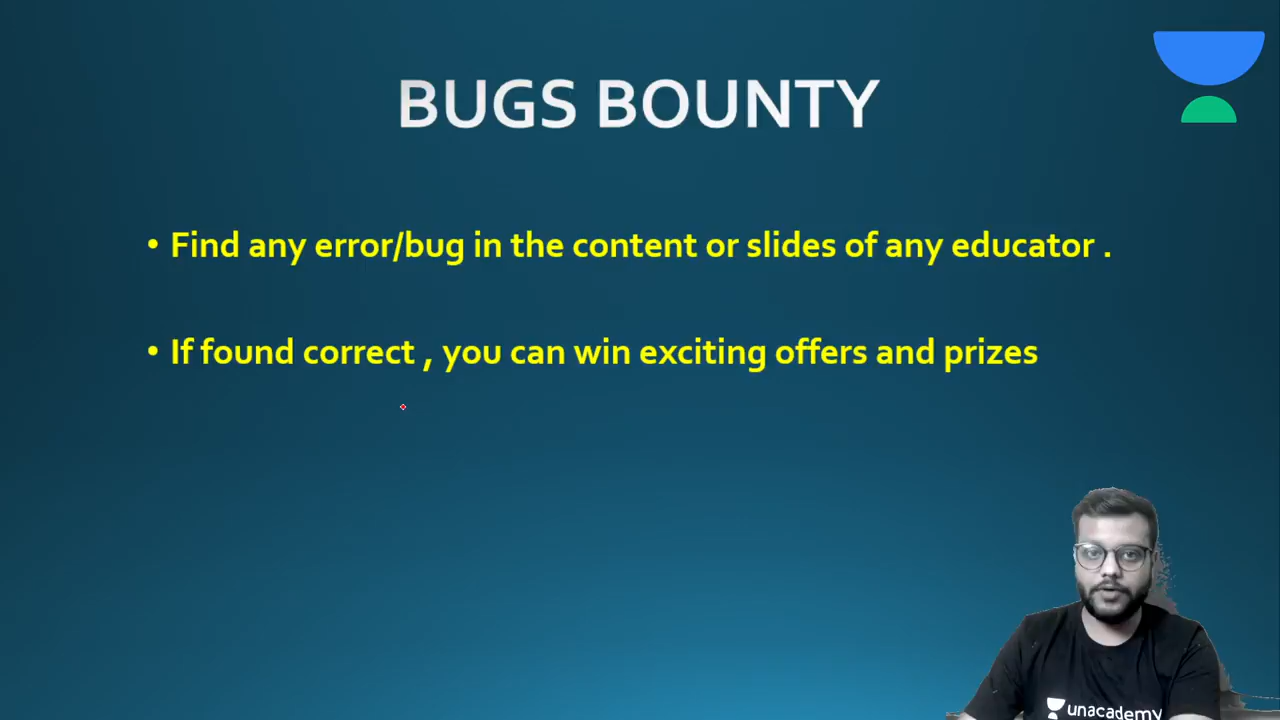 BUGS BOUNTY
• Find any error/bug in the content or slides of any educator .
• If found correct , you can win exciting offers and prizes
unacademy